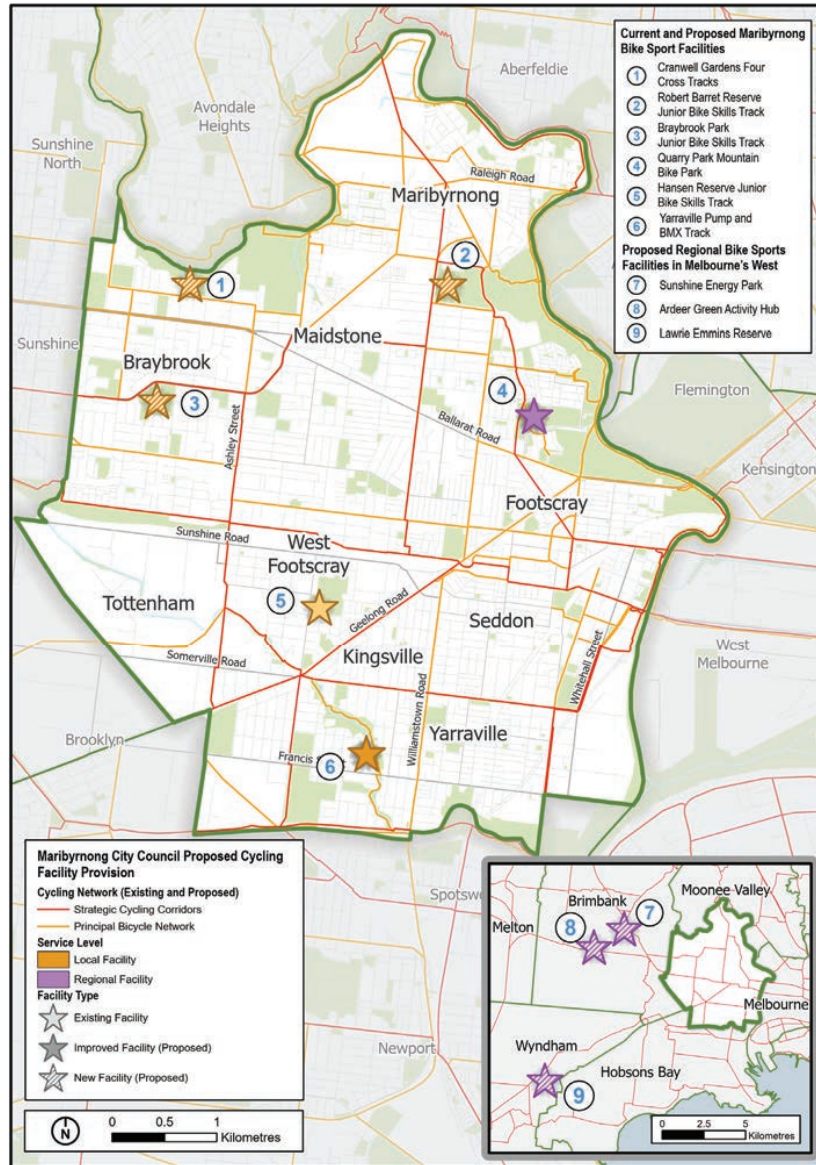 Current and Proposed Maribyrnong
Bike Sport Facilities
1 Cranwell Gardens Four
Cross Tracks
2 Robert Barret Reserve
Junior Bike Skills Track
3 Braybrook Park
Junior Bike Skills Track
4 Quarry Park Mountain
Bike Park
5 Hansen Reserve Junior
Bike Skills Track
6 Yarraville Pump and
BMX Track
Proposed Regional Bike Sports
Facilities in Melbourne's West
7 Sunshine Energy Park
8 Ardeer Green Activity Hub
9 Lawrie Emmins Reserve
Aberfeldie
Avondale
Heights
Sunshine
North
Raleigh Road
Maribyrnong
2
1
Maidstone
Sunshine
Braybrook
3
4
Flemington
Ashley Street
Ballarat Road
Kensington
Footscray
Sunshine Road
West
Footscray
Tottenham
5
Geelong Road
Seddon
Somerville Road
Kingsville
Whitehall Street
West
Melbourne
Williamstown Road
Yarraville
Brooklyn
Francis
6
Spotsw
Newport
Maribyrnong City Council Proposed Cycling
Facility Provision
Cycling Network (Existing and Proposed)
Strategic Cycling Corridors
Principal Bicycle Network
Service Level
Local Facility
Regional Facility
Facility Type
Existing Facility
Improved Facility (Proposed)
New Facility (Proposed)
N
0 0.5 1
Kilometres
Moonee Valley
Brimbank
7
Melton
8
Melbourne
Wyndham
Hobsons Bay
9
0 2.5 5
Kilometres